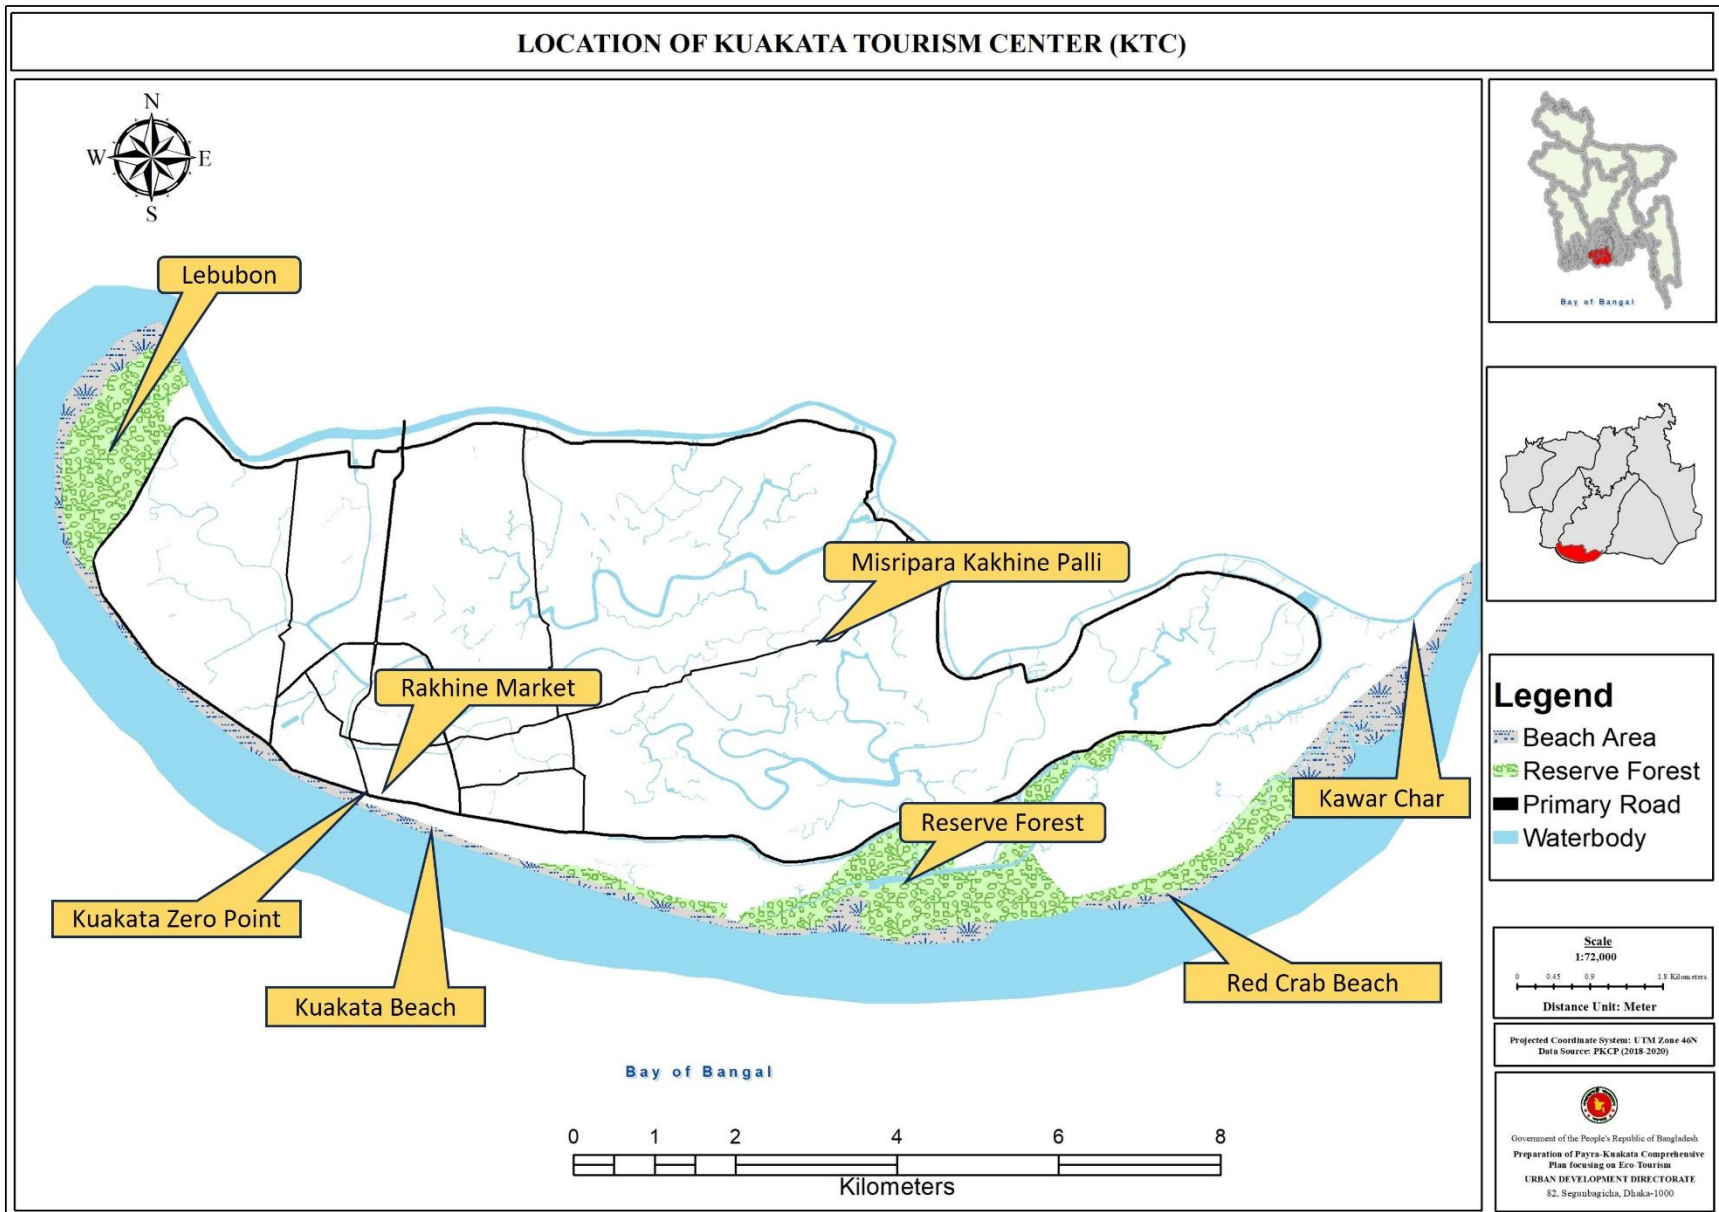 LOCATION OF KUAKATA TOURISM CENTER (KTC)
N
W
E
S
Lebubon
Misripara Kakhine Palli
Rakhine Market
Kawar Char
Reserve Forest
Kuakata Zero Point
Kuakata Beach
Red Crab Beach
Bay of Bangal
0 1 2 4 6 8
Kilometers
Bay of Bangal
Legend
Beach Area
Reserve Forest
Primary Road
Waterbody
Scale
1:72,000
0 0.45 0.9 1.8 Kilometers
Distance Unit: Meter
Projected Coordinate System: UTM Zone 46N
Data Source: PKCP (2018-2020)
Government of the People's Republic of Bangladesh
Preparation of Payra-Kuakata Comprehensive
Plan focusing on Eco-Tourism
URBAN DEVELOPMENT DIRECTORATE
82, Segunbagicha, Dhaka-1000